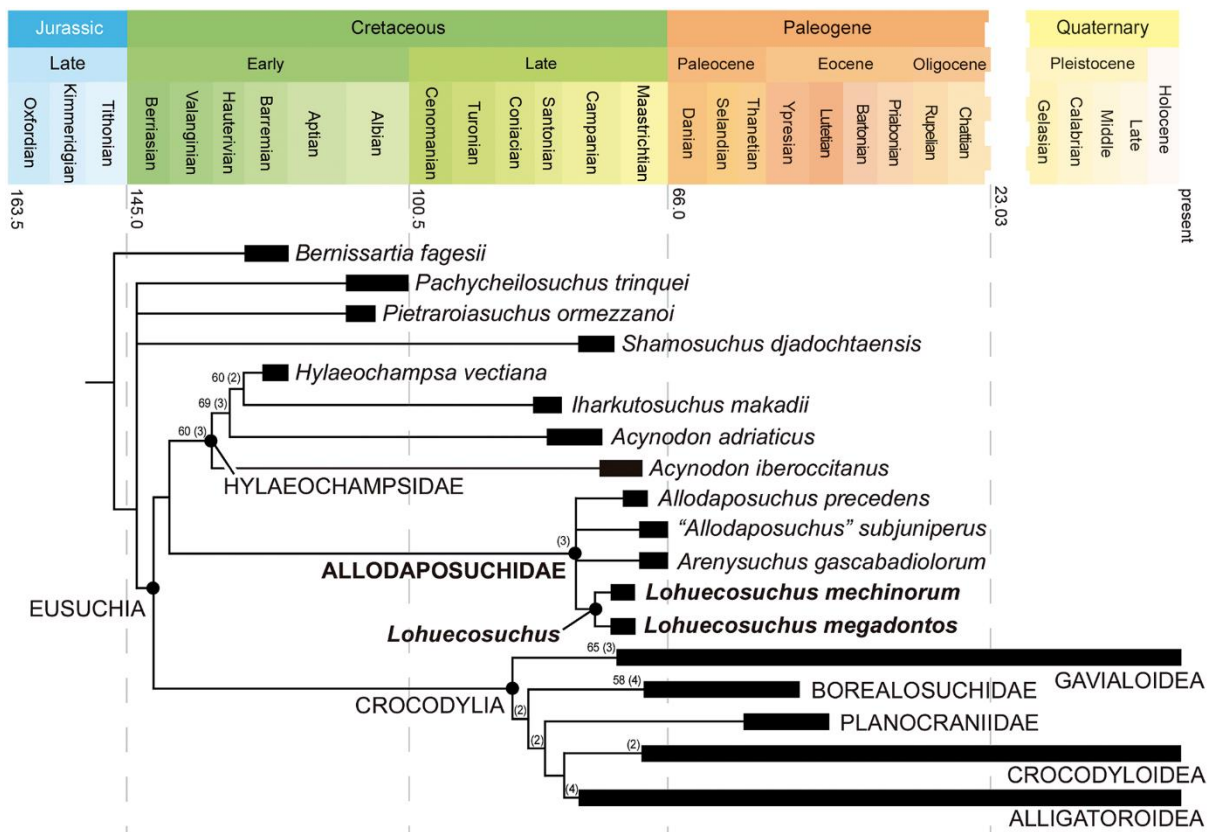 Jurassic Cretaceous Paleogene Quaternary
Late Early Late Paleocene Eocene Oligocene Pleistocene
Oxfordian Kimmeridgian Tithonian Berriasian Valanginian Hauterivian Barremian Aptian Albian Cenomanian Turonian Coniacian Santonian Campanian Maastrichtian Danian Selandian Thanetian Ypresian Lutetian Bartonian Priabonian Rupelian Chattian Gelasian Calabrian Middle Late Holocene
163.5 145.0 100.5 66.0 23.03 present
Bernissartia fagesii
Pachycheilosuchus trinquei
Pietraroiasuchus ormezzanoi
Shamosuchus djadochtaensis
60 (2) Hylaeochampsa vectiana
69 (3) Iharkutosuchus makadii
60 (3) Acynodon adriaticus
Acynodon iberoccitanus
HYLAEOCHAMPSIDAE
Allodaposuchus precedens
"Allodaposuchus" subjuniperus
(3)
Arenysuchus gascabadiolorum
ALLODAPOSUCHIDAE
Lohuecosuchus mechinorum
EUSUCHIA
Lohuecosuchus Lohuecosuchus megadontos
65 (3)
GAVIALOIDEA
58 (4) BOREALOSUCHIDAE
CROCODYLIA
(2) PLANOCRANIIDAE
(2) (2)
CROCODYLOIDEA
(4)
ALLIGATOROIDEA